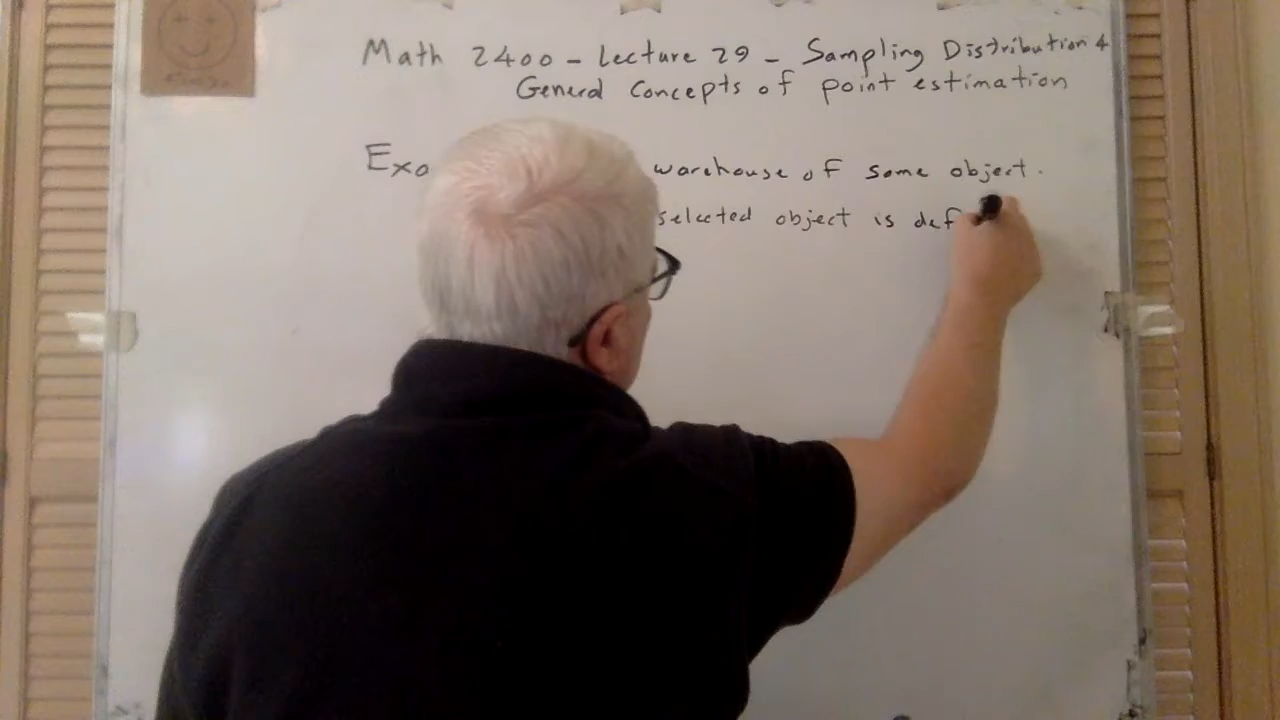 Math 2400 - Lecture 29 - Sampling Distribution &
General Concepts of point estimation
Exa warehouse of some object.
selected object is def